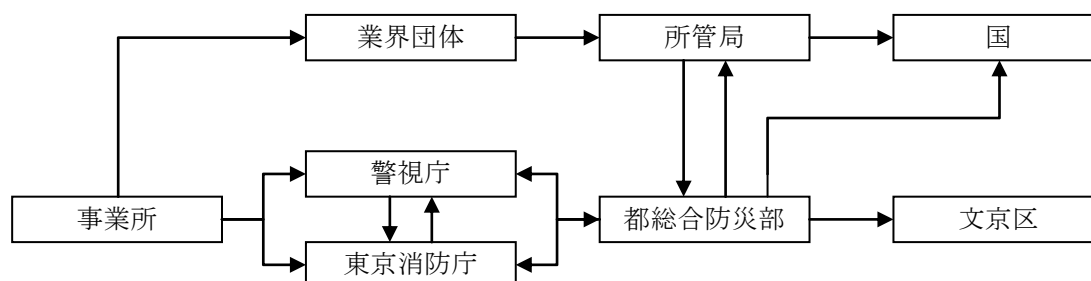 業界団体
所管局
国
警視庁
事業所
都総合防災部
文京区
東京消防庁